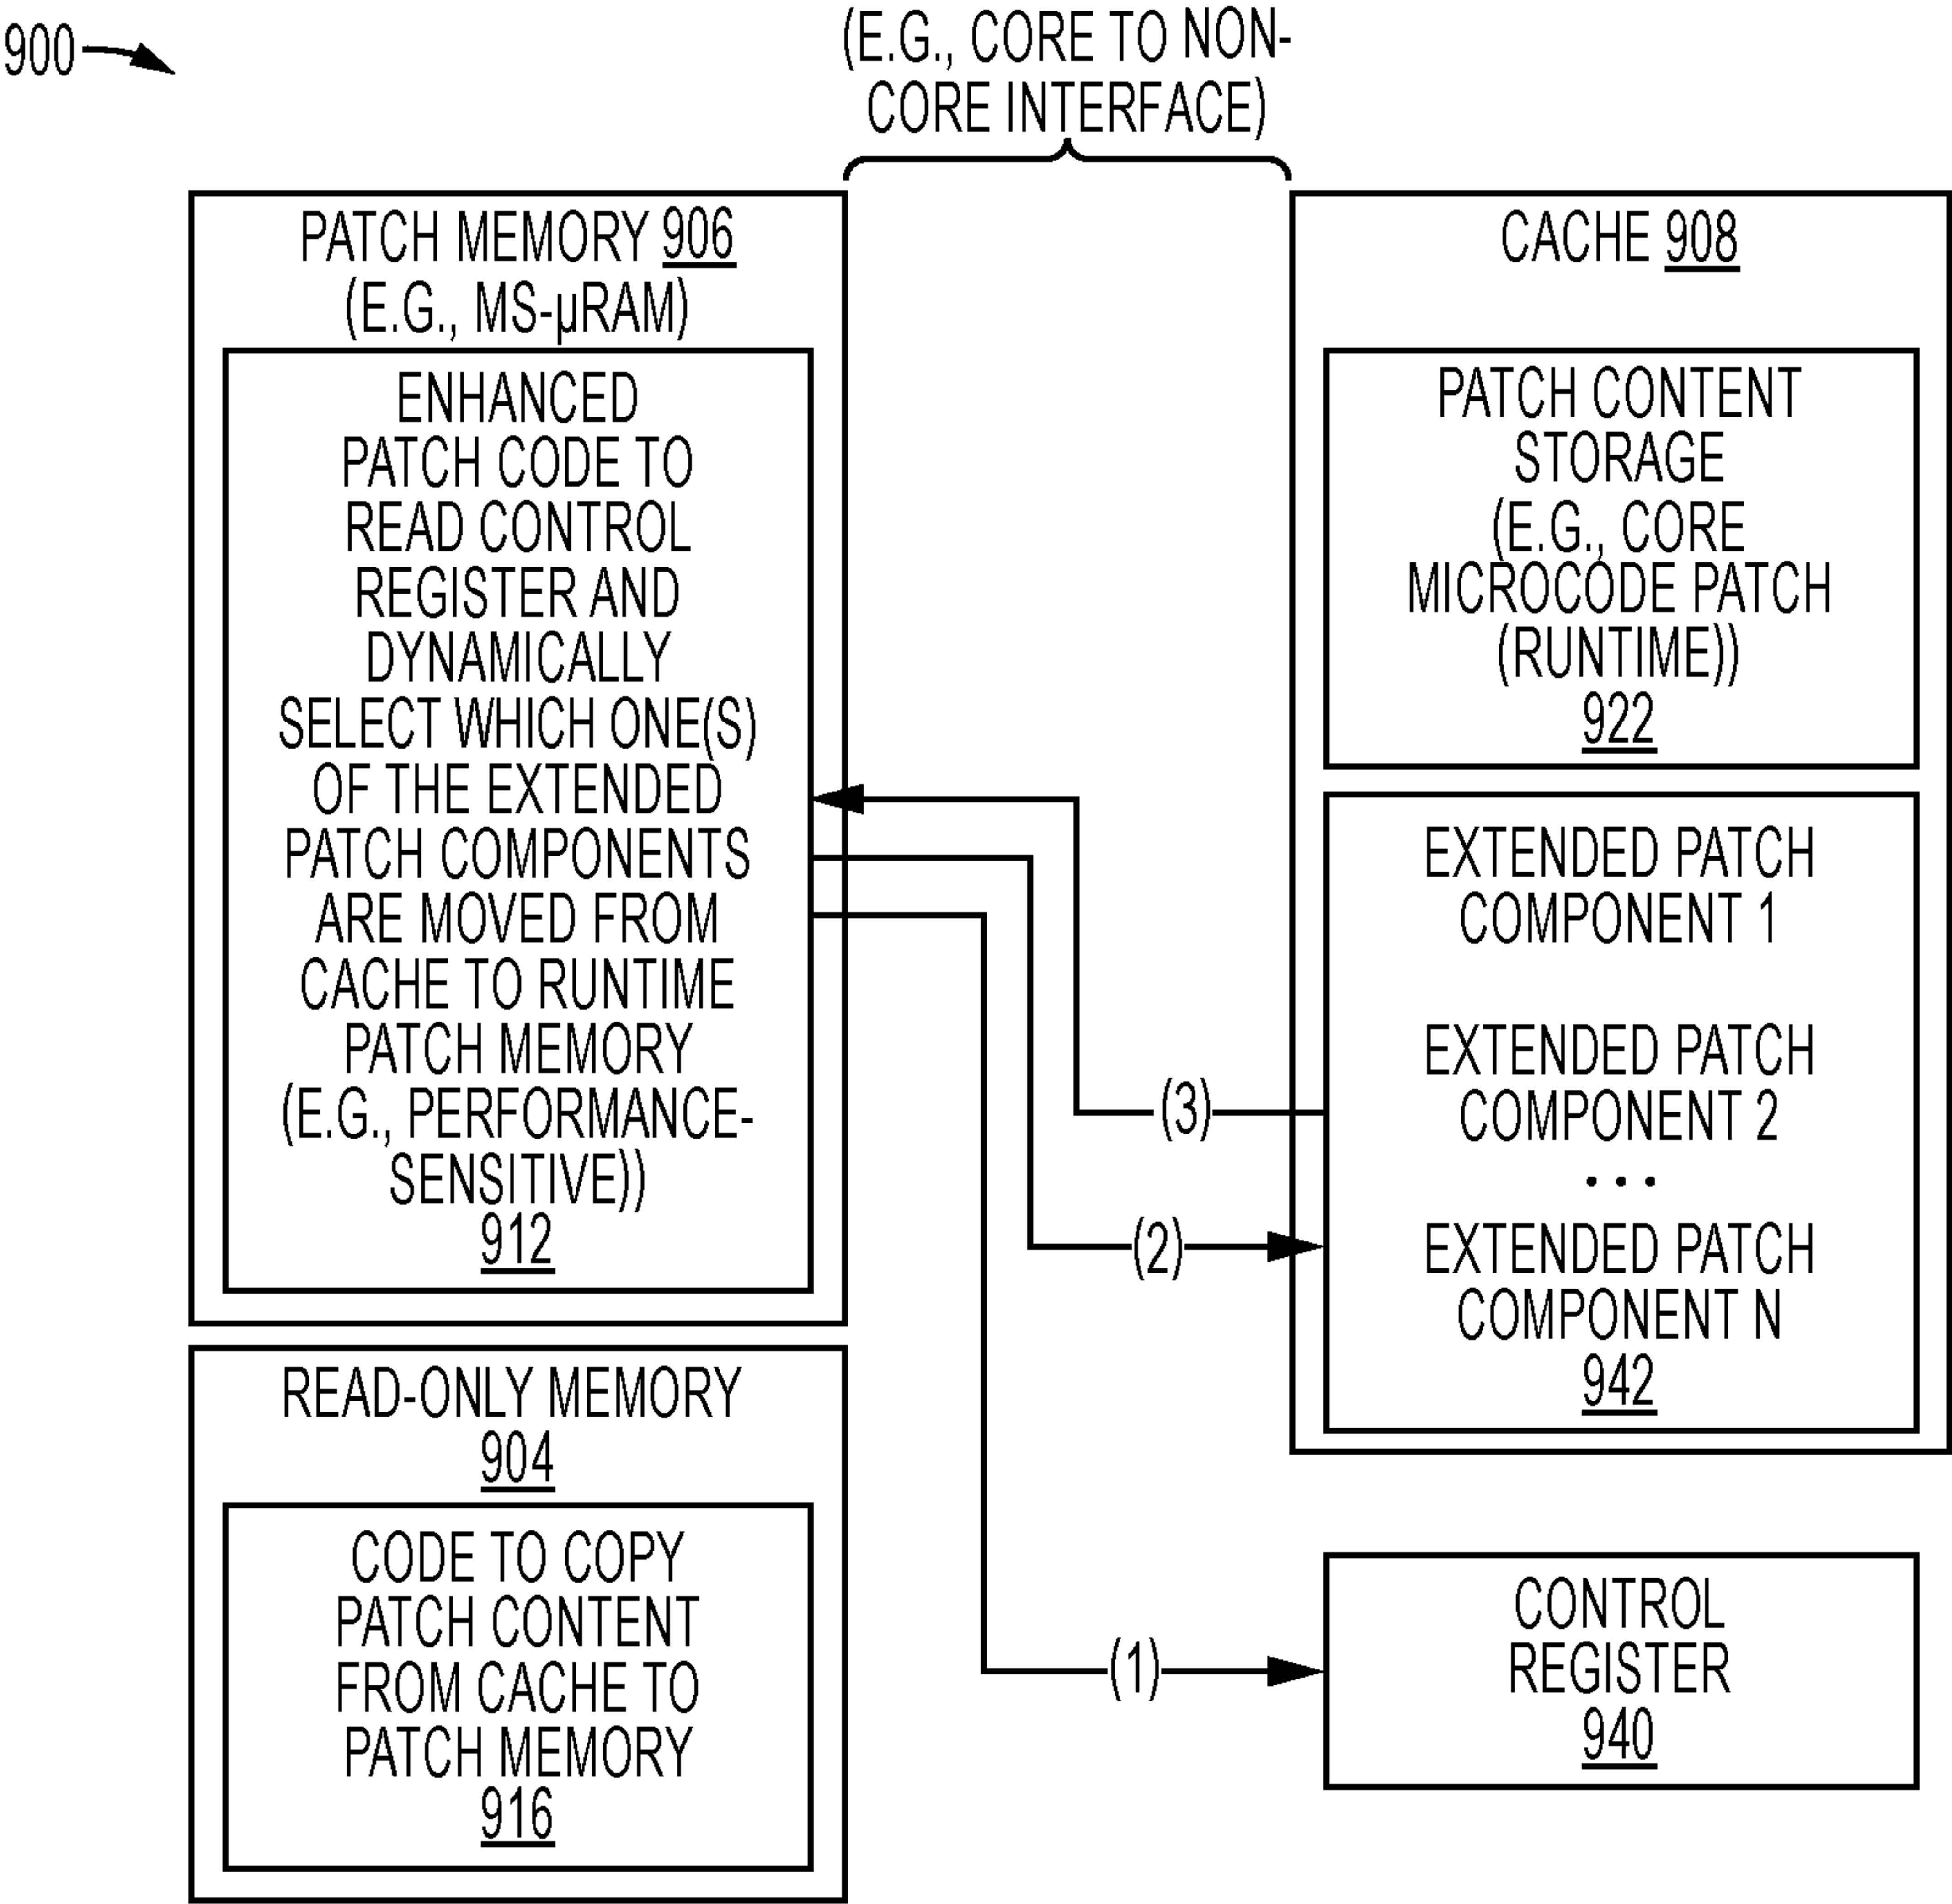 900
(E.G., CORE TO NON-
CORE INTERFACE)
PATCH MEMORY 906
(E.G., MS-µRAM)
ENHANCED
PATCH CODE TO
READ CONTROL
REGISTER AND
DYNAMICALLY
SELECT WHICH ONE(S)
OF THE EXTENDED
PATCH COMPONENTS
ARE MOVED FROM
CACHE TO RUNTIME
PATCH MEMORY
(E.G., PERFORMANCE-
SENSITIVE))
912
READ-ONLY MEMORY
904
CODE TO COPY
PATCH CONTENT
FROM CACHE TO
PATCH MEMORY
916
(3)
(2)
(1)
CACHE 908
PATCH CONTENT
STORAGE
(E.G., CORE
MICROCODE PATCH
(RUNTIME))
922
EXTENDED PATCH
COMPONENT 1
EXTENDED PATCH
COMPONENT 2
...
EXTENDED PATCH
COMPONENT N
942
CONTROL
REGISTER
940